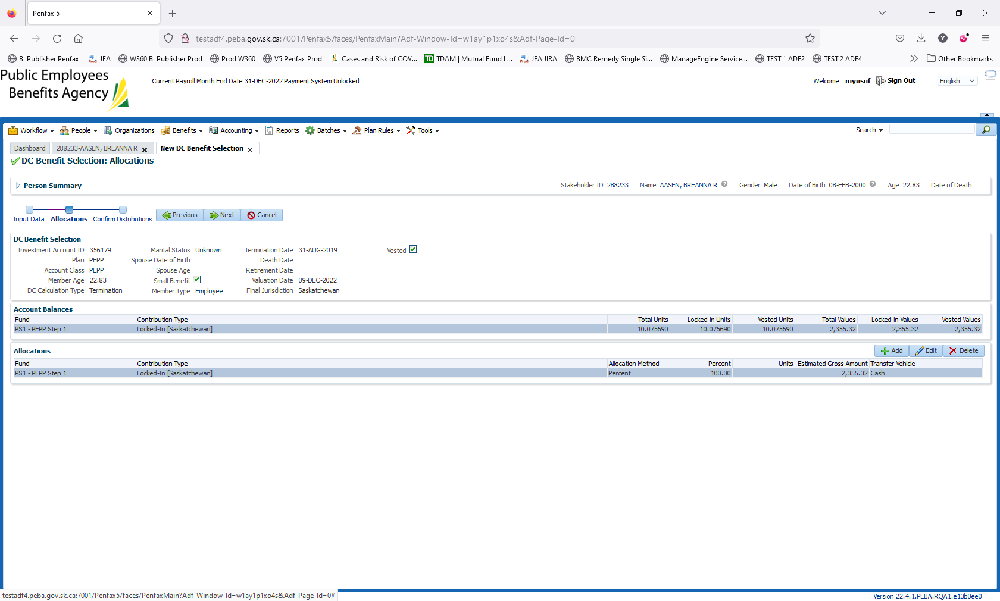 Penfax 5
testadf4.peba.gov.sk.ca:7001/Penfax5/faces/PenfaxMain?Adf-Window-Id=w1ay1p1xo4s&Adf-Page-Id=0
BI Publisher Penfax JEA W360 BI Publisher Prod Prod W360 V5 Penfax Prod Cases and Risk of COV... TDAM | Mutual Fund L... JEA JIRA BMC Remedy Single Si... ManageEngine Service... TEST 1 ADF2 TEST 2 ADF4 Other Bookmarks
Public Employees
Benefits Agency
Current Payroll Month End Date 31-DEC-2022 Payment System Unlocked
Welcome myusuf Sign Out English
Workflow People Organizations Benefits Accounting Reports Batches Plan Rules Tools Search
Dashboard 288233-AASEN, BREANNA R New DC Benefit Selection
DC Benefit Selection: Allocations
Person Summary Stakeholder ID 288233 Name AASEN, BREANNA R Gender Male Date of Birth 08-FEB-2000 Age 22.83 Date of Death
Input Data Allocations Confirm Distributions Previous Next Cancel
DC Benefit Selection
Investment Account ID 356179 Marital Status Unknown Termination Date 31-AUG-2019 Vested
Plan PEPP Spouse Date of Birth Death Date
Account Class PEPP Spouse Age Retirement Date
Member Age 22.83 Small Benefit Valuation Date 09-DEC-2022
DC Calculation Type Termination Member Type Employee Final Jurisdiction Saskatchewan
Account Balances
Fund Contribution Type Total Units Locked-in Units Vested Units Total Values Locked-in Values Vested Values
PS1 - PEPP Step 1 Locked-In [Saskatchewan] 10.075690 10.075690 10.075690 2,355.32 2,355.32 2,355.32
Allocations Add Edit Delete
Fund Contribution Type Allocation Method Percent Units Estimated Gross Amount Transfer Vehicle
PS1 - PEPP Step 1 Locked-In [Saskatchewan] Percent 100.00 2,355.32 Cash
testadf4.peba.gov.sk.ca:7001/Penfax5/faces/PenfaxMain?Adf-Window-Id=w1ay1p1xo4s&Adf-Page-Id=0#
Version 22.4.1.PEBA.RQA1.e13b0ee0